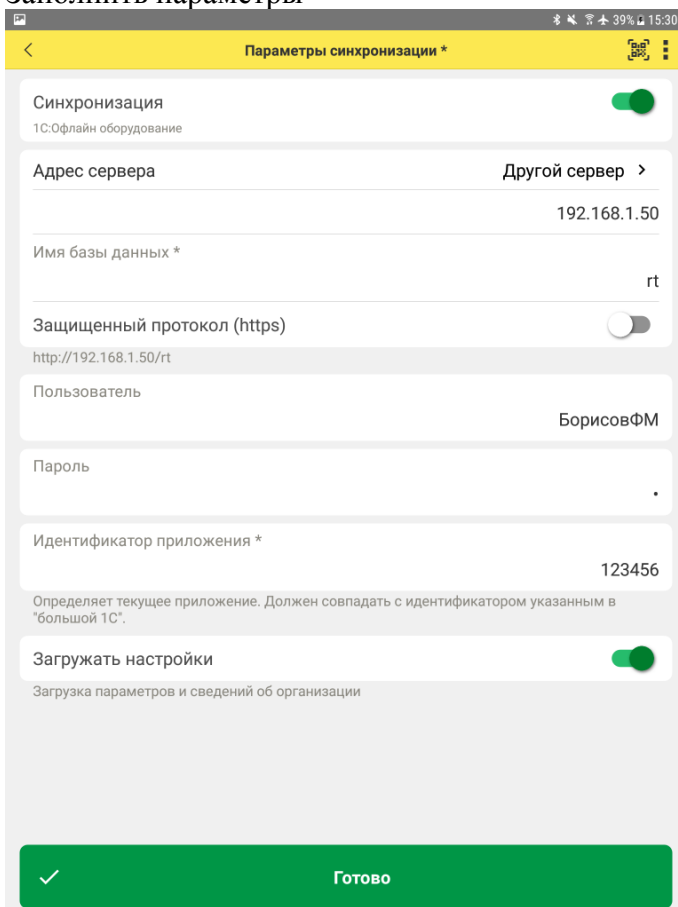 Заполнить параметры
39% 15:30
Параметры синхронизации *
Синхронизация
1С:Офлайн оборудование
Адрес сервера Другой сервер >
192.168.1.50
Имя базы данных *
rt
Защищенный протокол (https)
http://192.168.1.50/rt
Пользователь
БорисовФМ
Пароль
•
Идентификатор приложения *
123456
Определяет текущее приложение. Должен совпадать с идентификатором указанным в
"большой 1С".
Загружать настройки
Загрузка параметров и сведений об организации
Готово